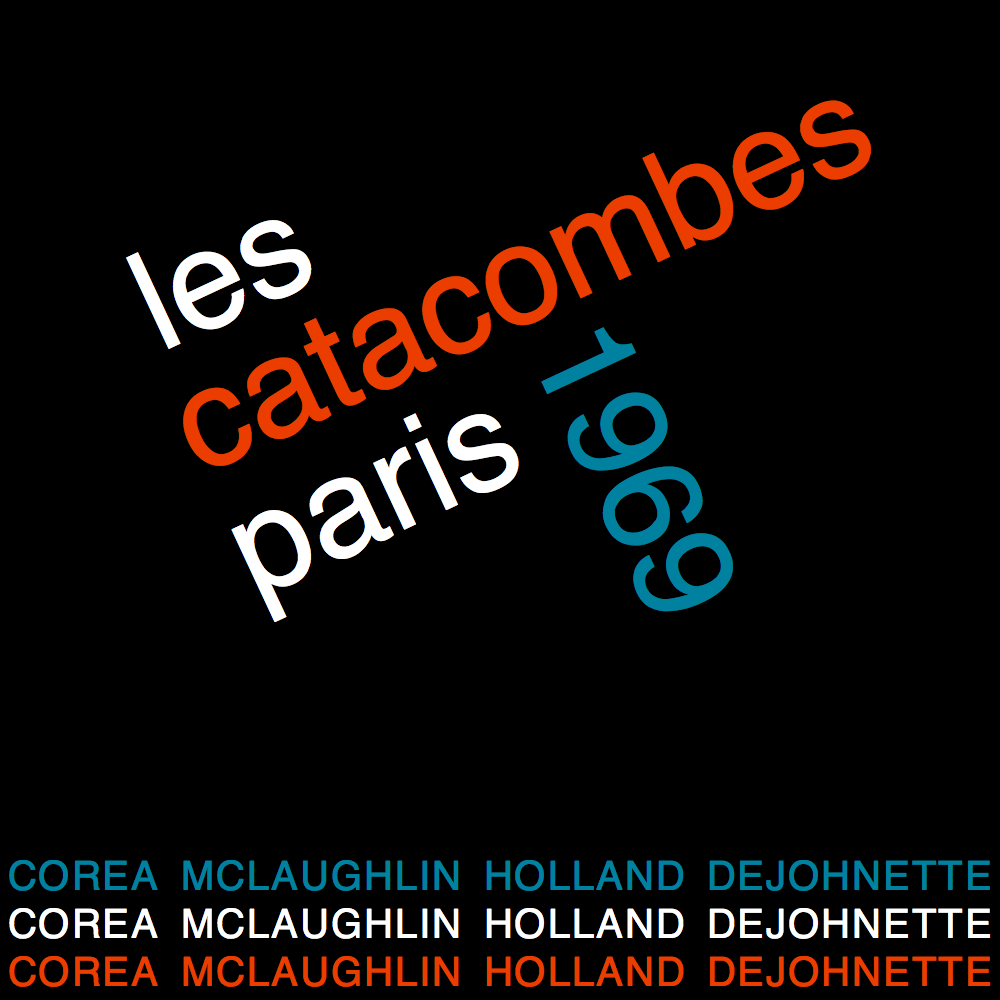 les
catacombes
paris
1969
COREA MCLAUGHLIN HOLLAND DEJOHNETTE
COREA MCLAUGHLIN HOLLAND DEJOHNETTE
COREA MCLAUGHLIN HOLLAND DEJOHNETTE